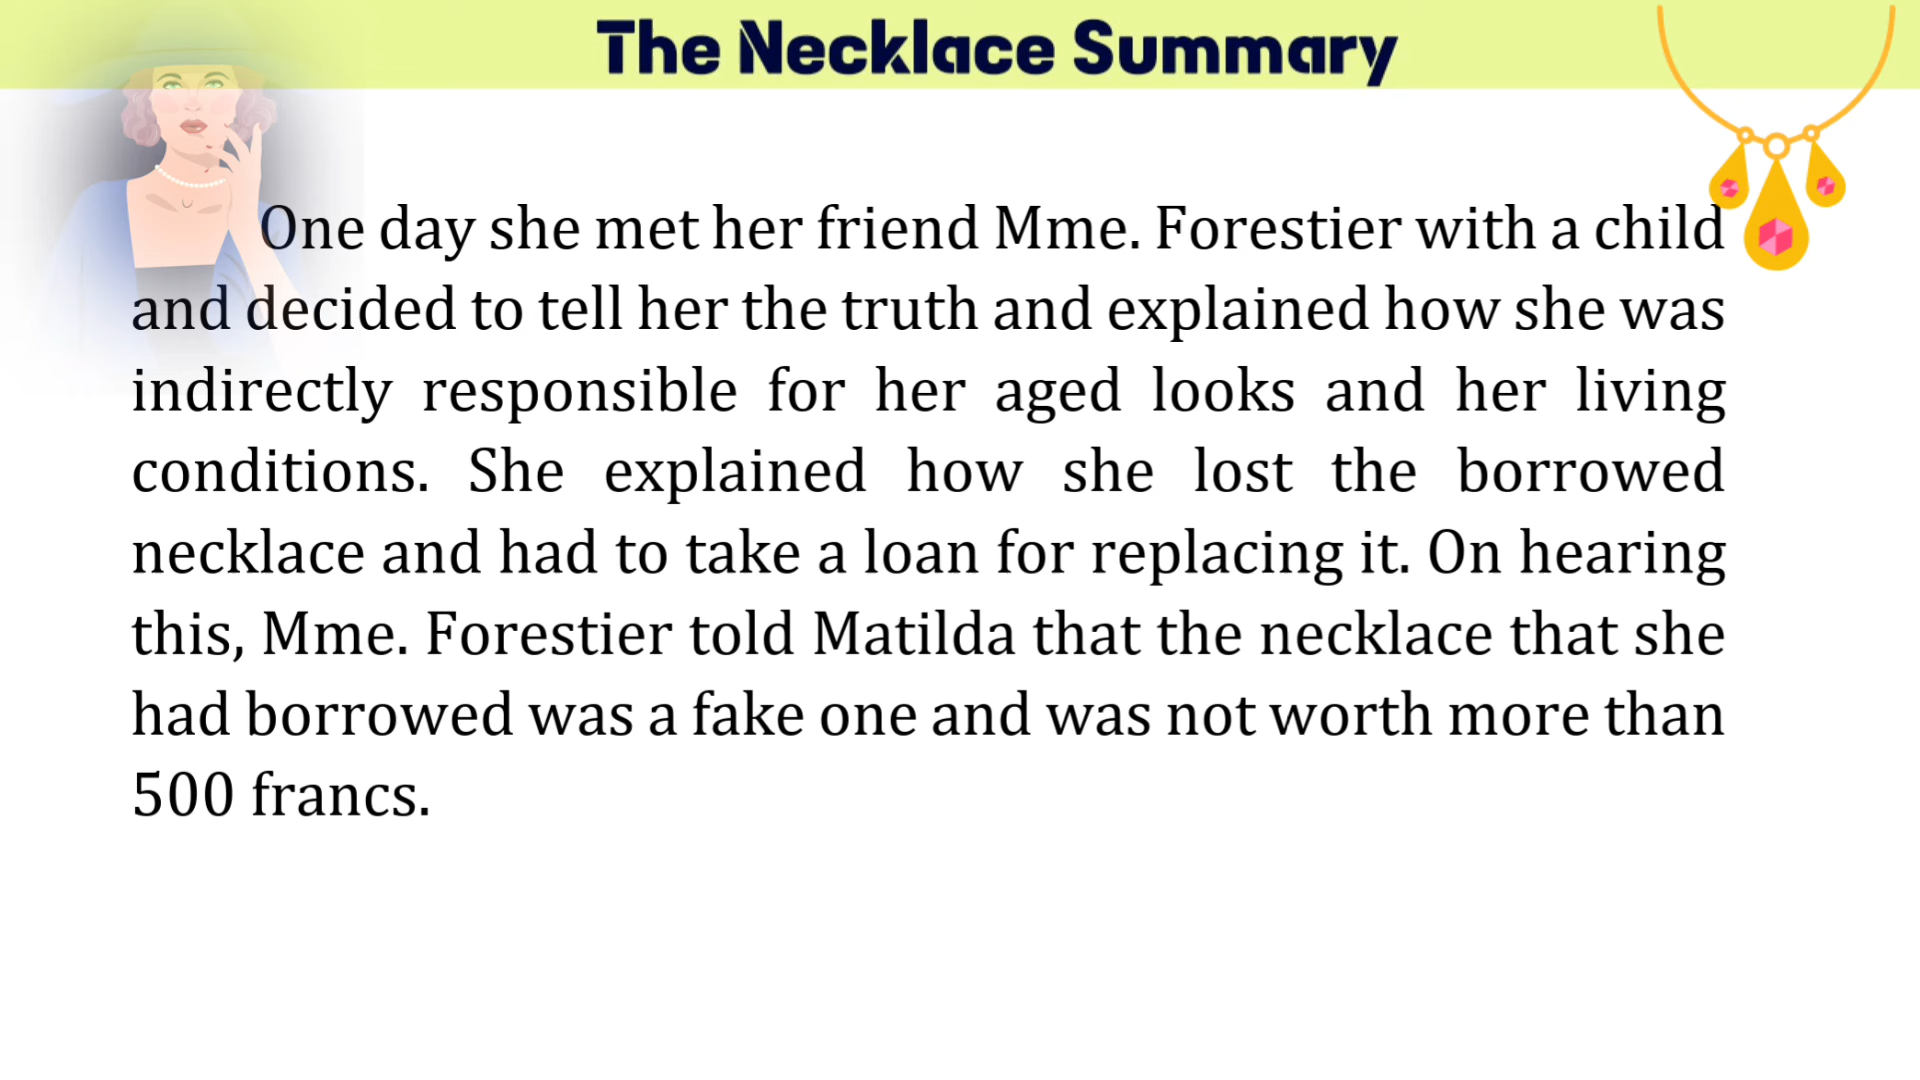 The Necklace Summary
One day she met her friend Mme. Forestier with a child
and decided to tell her the truth and explained how she was
indirectly responsible for her aged looks and her living
conditions. She explained how she lost the borrowed
necklace and had to take a loan for replacing it. On hearing
this, Mme. Forestier told Matilda that the necklace that she
had borrowed was a fake one and was not worth more than
500 francs.